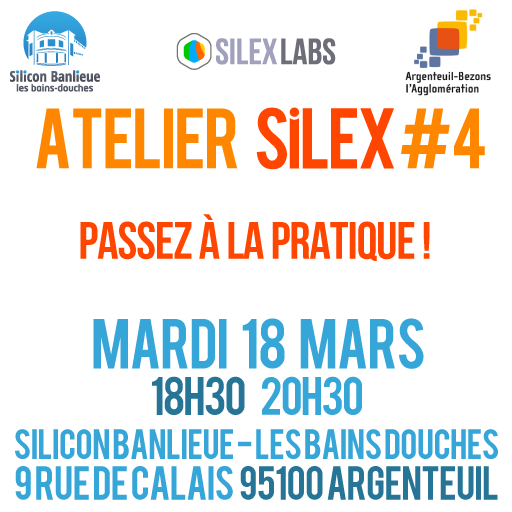 Silicon Banlieue
les bains-douches
SILEX LABS
Argenteuil-Bezons
l'Agglomération
ATELIER SiLEX #4
PASSEZ À LA PRATIQUE !
MARDI 18 MARS
18H30 20H30
SILICON BANLIEUE - LES BAINS DOUCHES
9 RUE DE CALAIS 95100 ARGENTEUIL